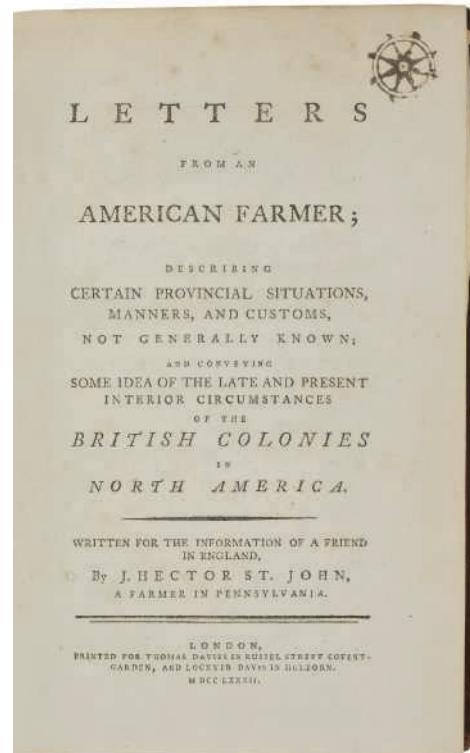 LETTERS
FROM AN
AMERICAN FARMER;
DESCRIBING
CERTAIN PROVINCIAL SITUATIONS,
MANNERS, AND CUSTOMS,
NOT GENERALLY KNOWN;
AND CONVEYING
SOME IDEA OF THE LATE AND PRESENT
INTERIOR CIRCUMSTANCES
OF THE
BRITISH COLONIES
IN
NORTH AMERICA.
WRITTEN FOR THE INFORMATION OF A FRIEND
IN ENGLAND,
By J. HECTOR ST. JOHN,
A FARMER IN PENNSYLVANIA.
LONDON,
PRINTED FOR THOMAS DAVIES IN RUSSEL STREET COVENT-
GARDEN, AND LOCKYER DAVIS IN HOLBORN.
M DCC LXXXII.